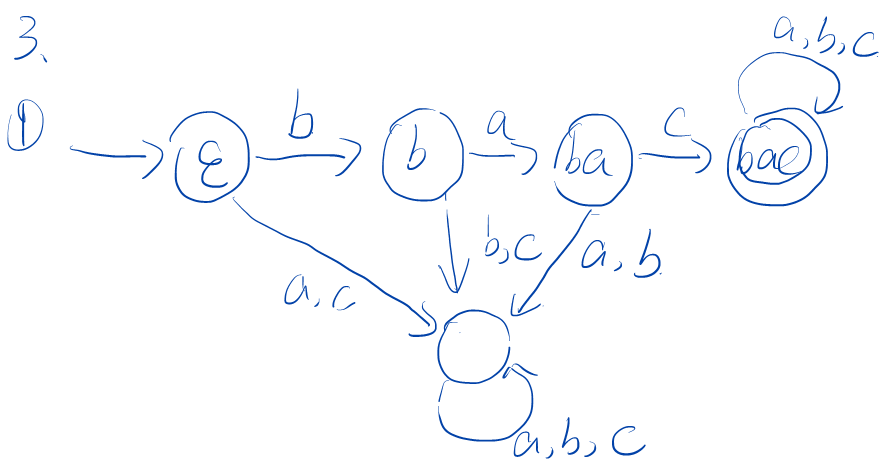 3.
a,b,c
①
ε b b a ba c bac
a,c b,c a,b
a,b,c